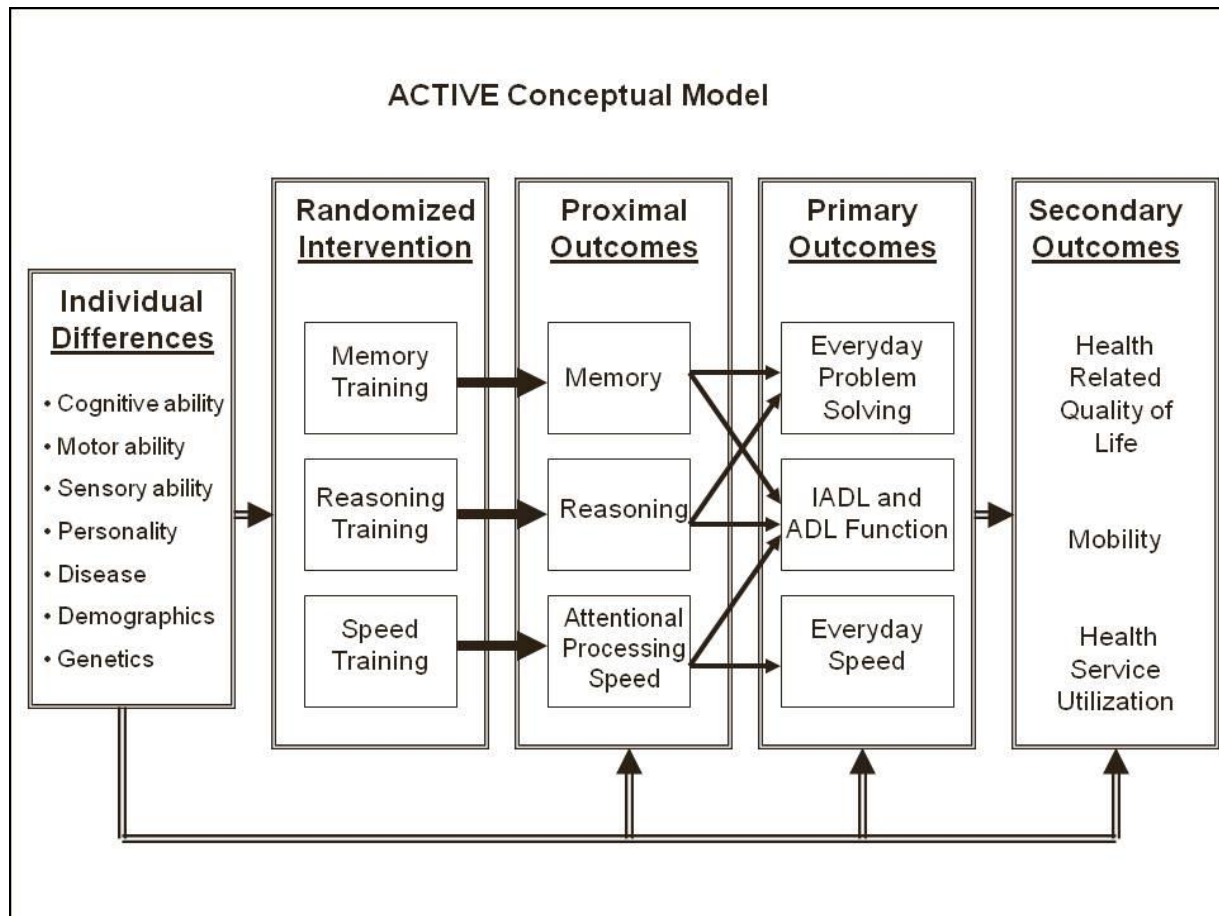 ACTIVE Conceptual Model
Individual
Differences
• Cognitive ability
• Motor ability
• Sensory ability
• Personality
• Disease
• Demographics
• Genetics
Randomized
Intervention
Memory
Training
Reasoning
Training
Speed
Training
Proximal
Outcomes
Memory
Reasoning
Attentional
Processing
Speed
Primary
Outcomes
Everyday
Problem
Solving
IADL and
ADL Function
Everyday
Speed
Secondary
Outcomes
Health
Related
Quality of
Life
Mobility
Health
Service
Utilization